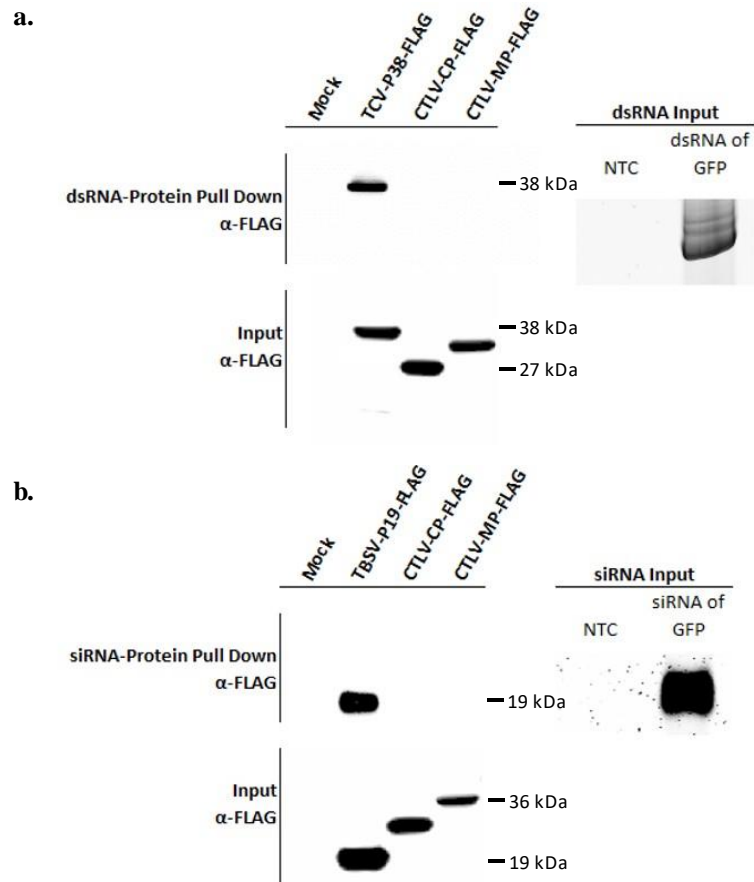 a.
Mock
TCV-P38-FLAG
CTLV-CP-FLAG
CTLV-MP-FLAG
dsRNA-Protein Pull Down
α-FLAG
38 kDa
Input
α-FLAG
38 kDa
27 kDa
dsRNA Input
NTC
dsRNA of
GFP
b.
Mock
TBSV-P19-FLAG
CTLV-CP-FLAG
CTLV-MP-FLAG
siRNA-Protein Pull Down
α-FLAG
19 kDa
Input
α-FLAG
36 kDa
19 kDa
siRNA Input
NTC
siRNA of
GFP